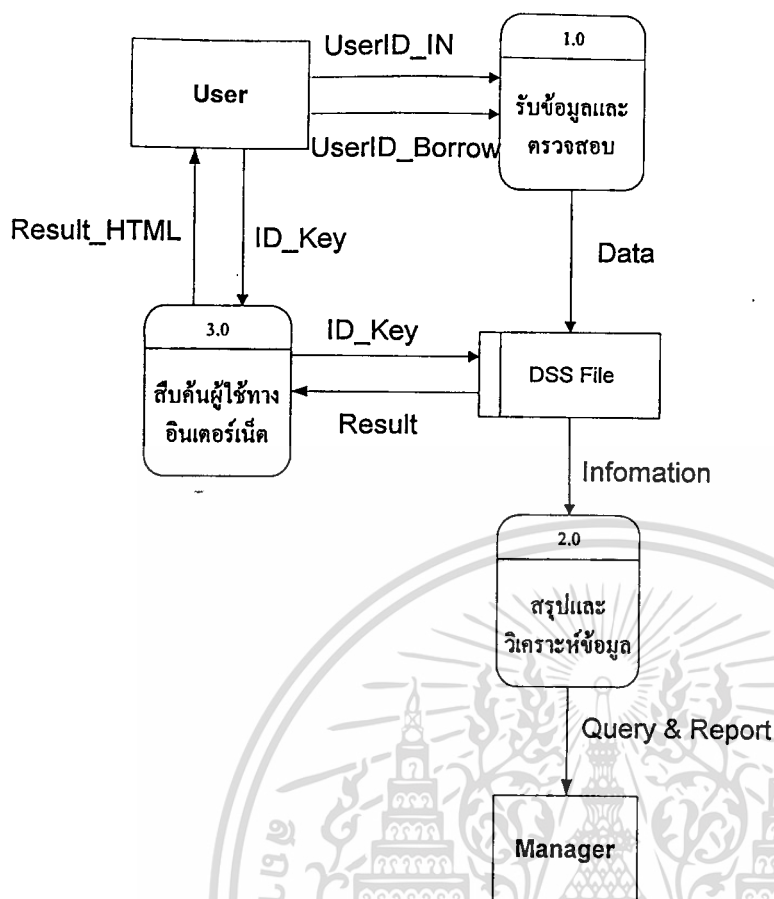 UserID_IN
1.0
User
รับข้อมูลและ
ตรวจสอบ
UserID_Borrow
Result_HTML
ID_Key
Data
3.0
ID_Key
สืบค้นผู้ใช้ทาง
อินเตอร์เน็ต
DSS File
Result
Infomation
2.0
สรุปและ
วิเคราะห์ข้อมูล
Query & Report
Manager